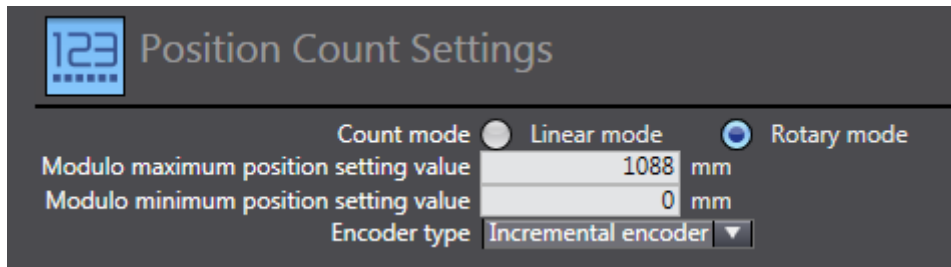 123
Position Count Settings
Count mode Linear mode Rotary mode
Modulo maximum position setting value 1088 mm
Modulo minimum position setting value 0 mm
Encoder type Incremental encoder